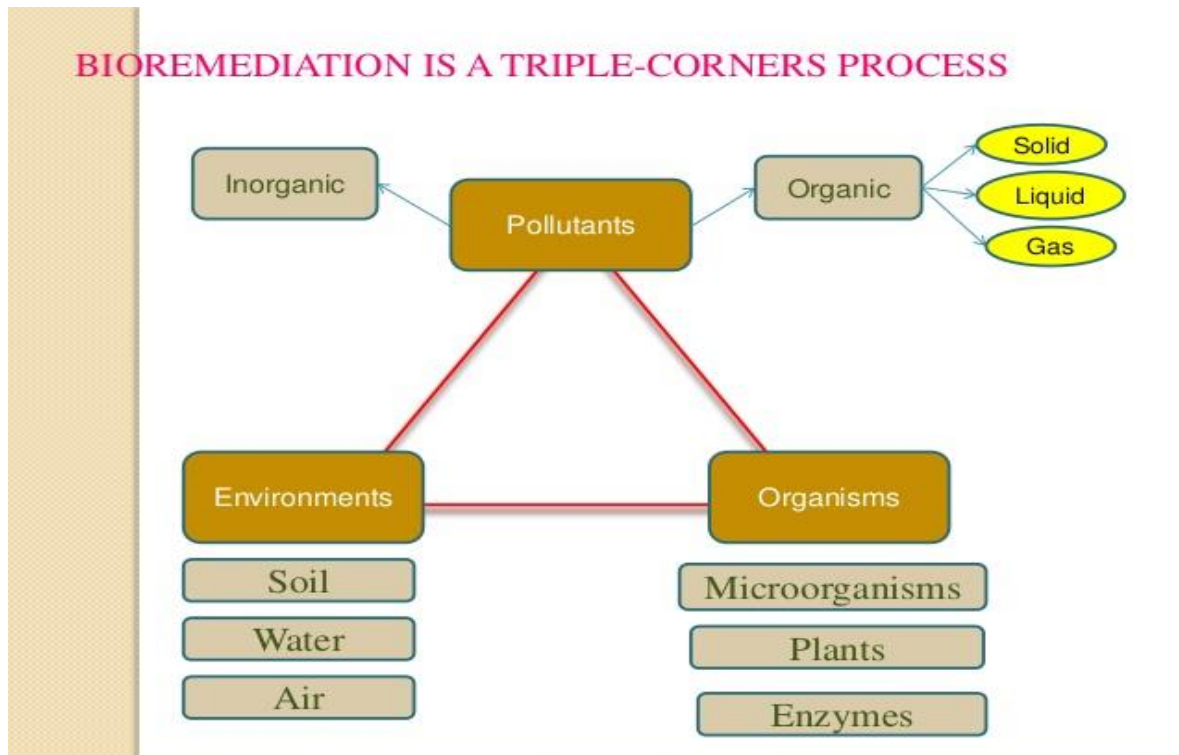 BIOREMEDIATION IS A TRIPLE-CORNERS PROCESS
Inorganic
Pollutants
Organic
Solid
Liquid
Gas
Environments
Soil
Water
Air
Organisms
Microorganisms
Plants
Enzymes